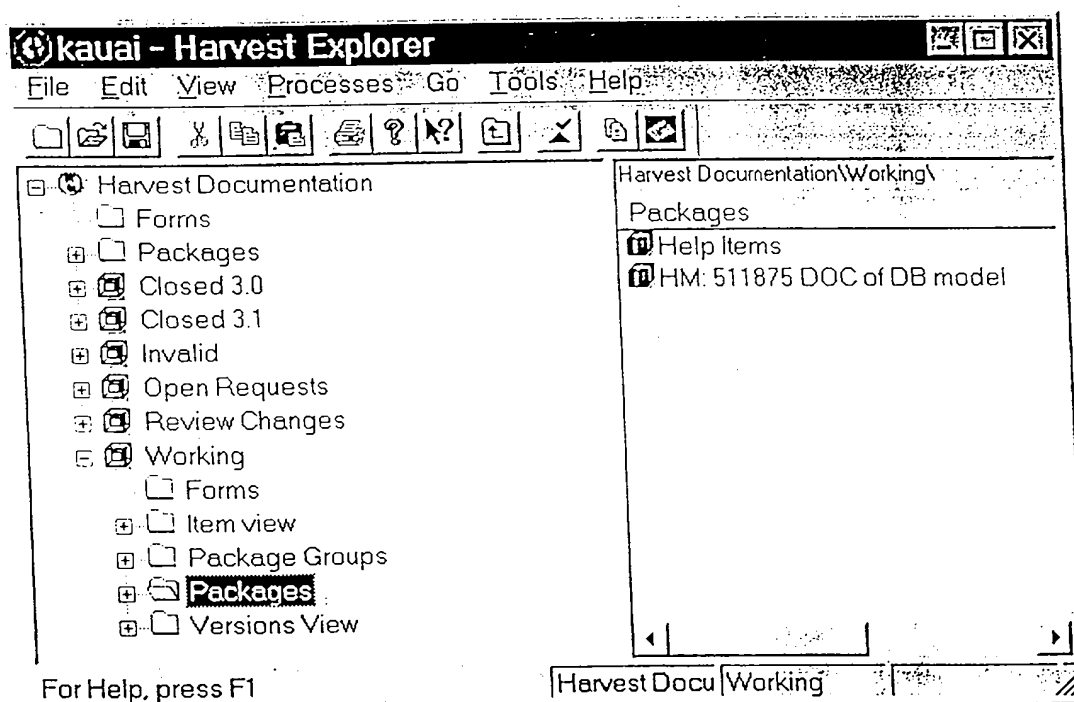 kauai - Harvest Explorer
File Edit View Processes Go Tools Help
Harvest Documentation
Forms
Packages
Closed 3.0
Closed 3.1
Invalid
Open Requests
Review Changes
Working
Forms
Item view
Package Groups
Packages
Versions View
Harvest Documentation\Working\
Packages
Help Items
HM: 511875 DOC of DB model
For Help, press F1
Harvest Docu Working